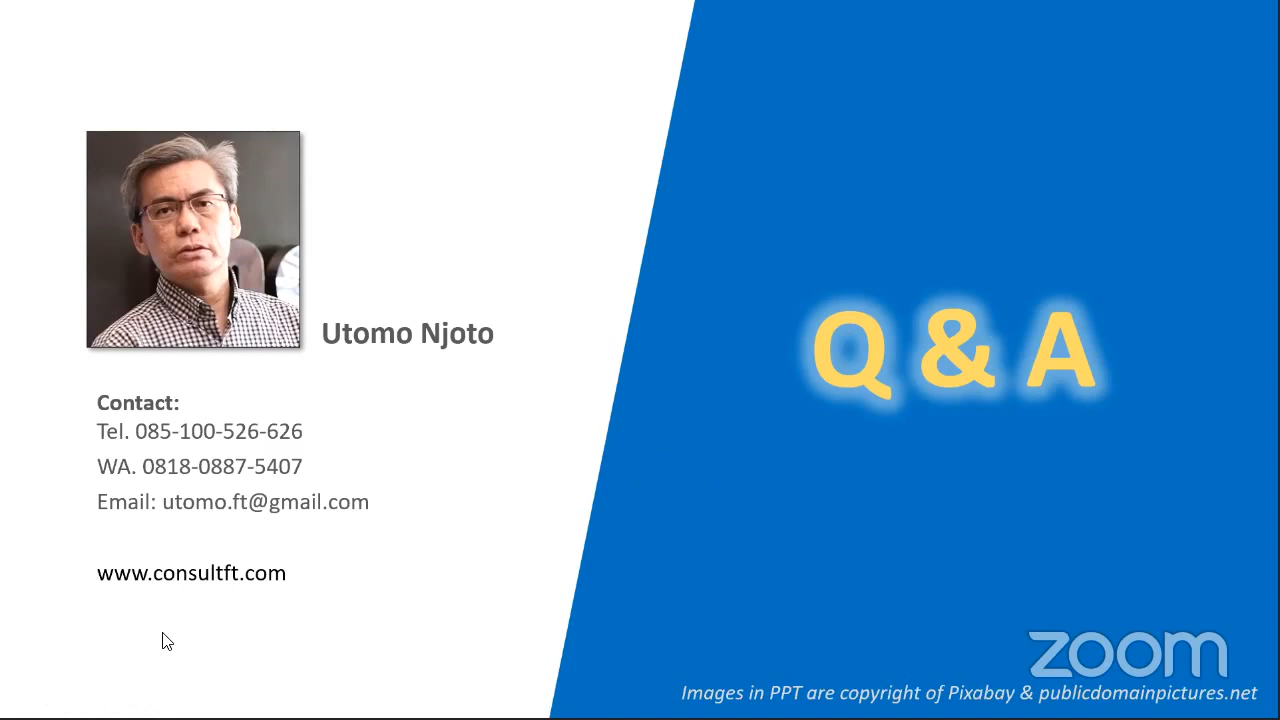 Utomo Njoto
Contact:
Tel. 085-100-526-626
WA. 0818-0887-5407
Email: utomo.ft@gmail.com
www.consultft.com
Q & A
zoom
Images in PPT are copyright of Pixabay & publicdomainpictures.net